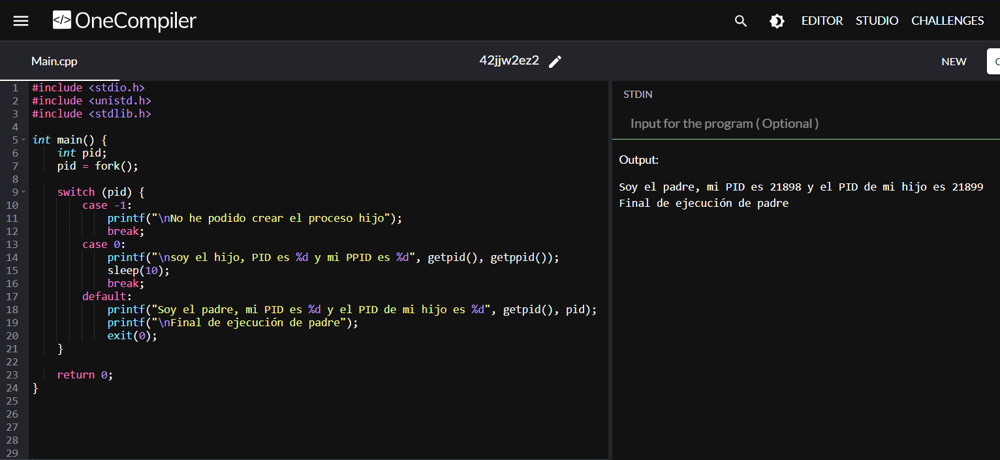 </> OneCompiler
EDITOR STUDIO CHALLENGES
Main.cpp
42jjw2ez2
NEW
1 #include <stdio.h>
2 #include <unistd.h>
3 #include <stdlib.h>
4
5 int main() {
6 int pid;
7 pid = fork();
8
9 switch (pid) {
10 case -1:
11 printf("\nNo he podido crear el proceso hijo");
12 break;
13 case 0:
14 printf("\nsoy el hijo, PID es %d y mi PPID es %d", getpid(), getppid());
15 sleep(10);
16 break;
17 default:
18 printf("Soy el padre, mi PID es %d y el PID de mi hijo es %d", getpid(), pid);
19 printf("\nFinal de ejecución de padre");
20 exit(0);
21 }
22
23 return 0;
24 }
25
26
27
28
29
STDIN
Input for the program ( Optional )
Output:
Soy el padre, mi PID es 21898 y el PID de mi hijo es 21899
Final de ejecución de padre